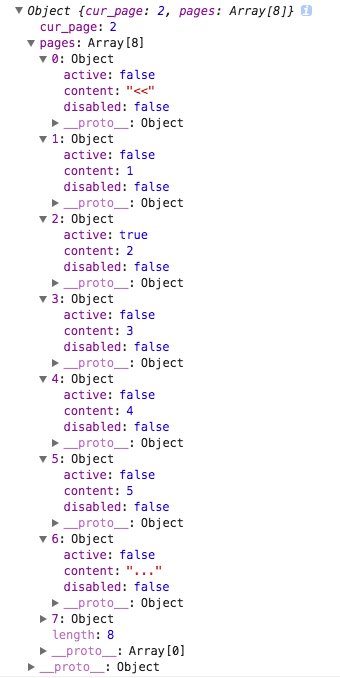 Object {cur_page: 2, pages: Array[8]} i
cur_page: 2
pages: Array[8]
0: Object
active: false
content: "<<"
disabled: false
__proto__: Object
1: Object
active: false
content: 1
disabled: false
__proto__: Object
2: Object
active: true
content: 2
disabled: false
__proto__: Object
3: Object
active: false
content: 3
disabled: false
__proto__: Object
4: Object
active: false
content: 4
disabled: false
__proto__: Object
5: Object
active: false
content: 5
disabled: false
__proto__: Object
6: Object
active: false
content: "..."
disabled: false
__proto__: Object
7: Object
length: 8
__proto__: Array[0]
__proto__: Object